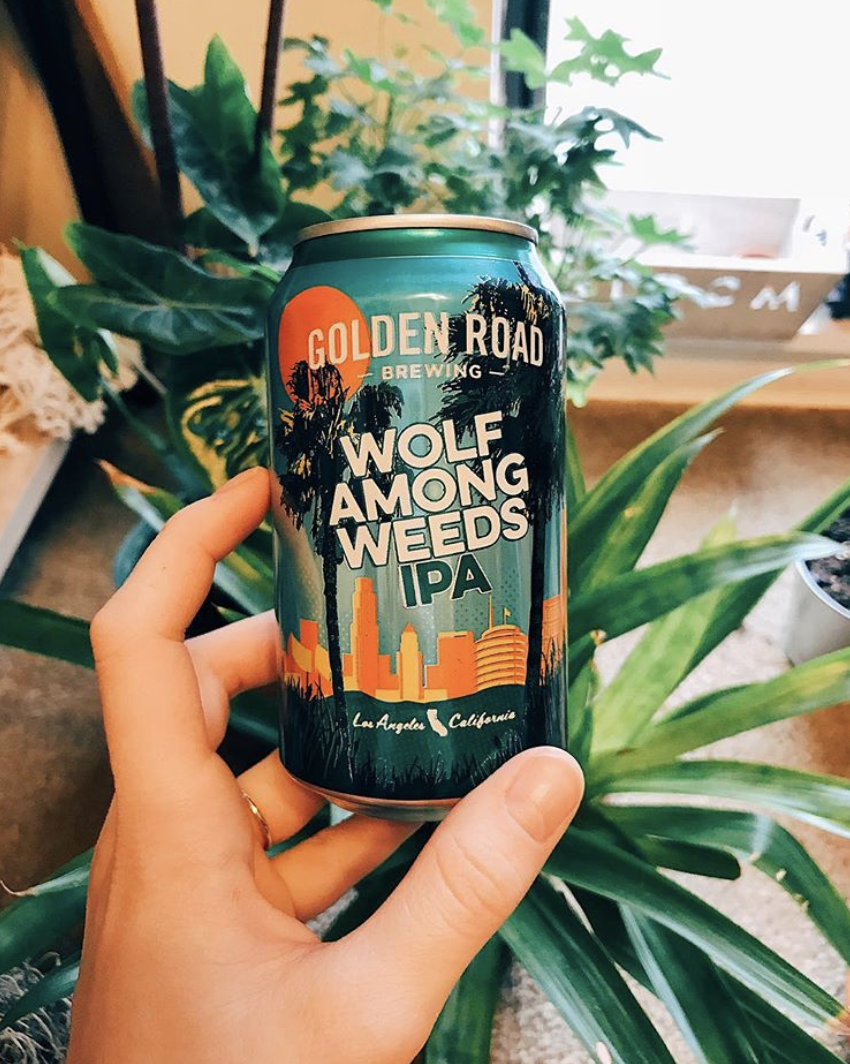 GOLDEN ROAD
— BREWING —
WOLF
AMONG
WEEDS
IPA
Los Angeles California